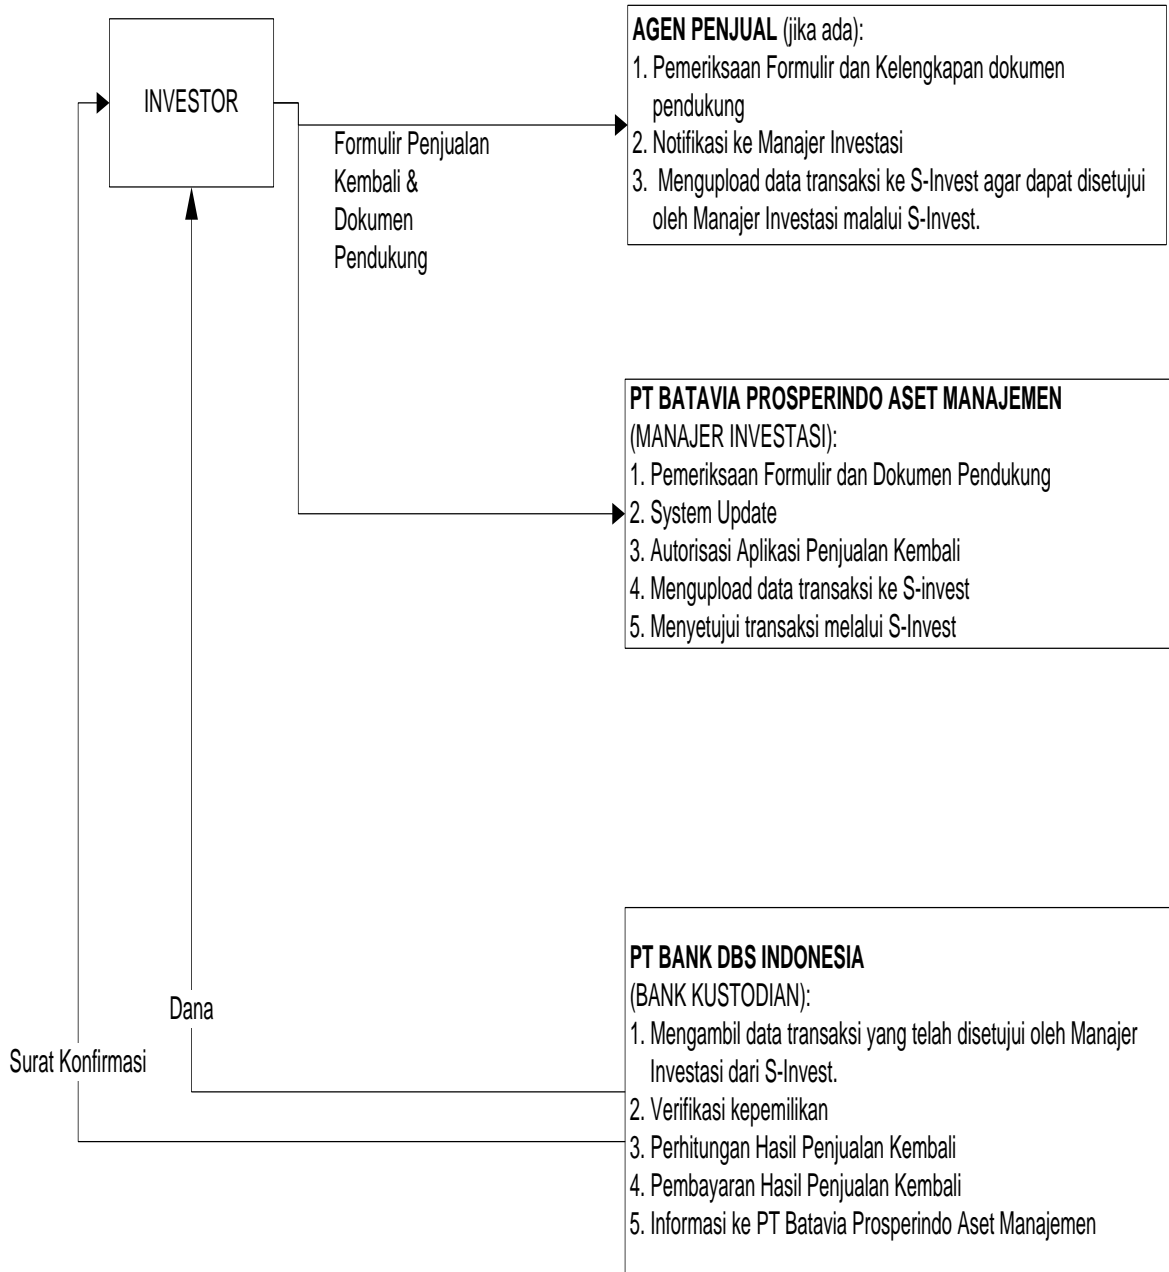 INVESTOR
Formulir Penjualan
Kembali &
Dokumen
Pendukung
AGEN PENJUAL (jika ada):
1. Pemeriksaan Formulir dan Kelengkapan dokumen
pendukung
2. Notifikasi ke Manajer Investasi
3. Mengupload data transaksi ke S-Invest agar dapat disetujui
oleh Manajer Investasi malalui S-Invest.
PT BATAVIA PROSPERINDO ASET MANAJEMEN
(MANAJER INVESTASI):
1. Pemeriksaan Formulir dan Dokumen Pendukung
2. System Update
3. Autorisasi Aplikasi Penjualan Kembali
4. Mengupload data transaksi ke S-invest
5. Menyetujui transaksi melalui S-Invest
PT BANK DBS INDONESIA
(BANK KUSTODIAN):
1. Mengambil data transaksi yang telah disetujui oleh Manajer
Investasi dari S-Invest.
2. Verifikasi kepemilikan
3. Perhitungan Hasil Penjualan Kembali
4. Pembayaran Hasil Penjualan Kembali
5. Informasi ke PT Batavia Prosperindo Aset Manajemen
Dana
Surat Konfirmasi